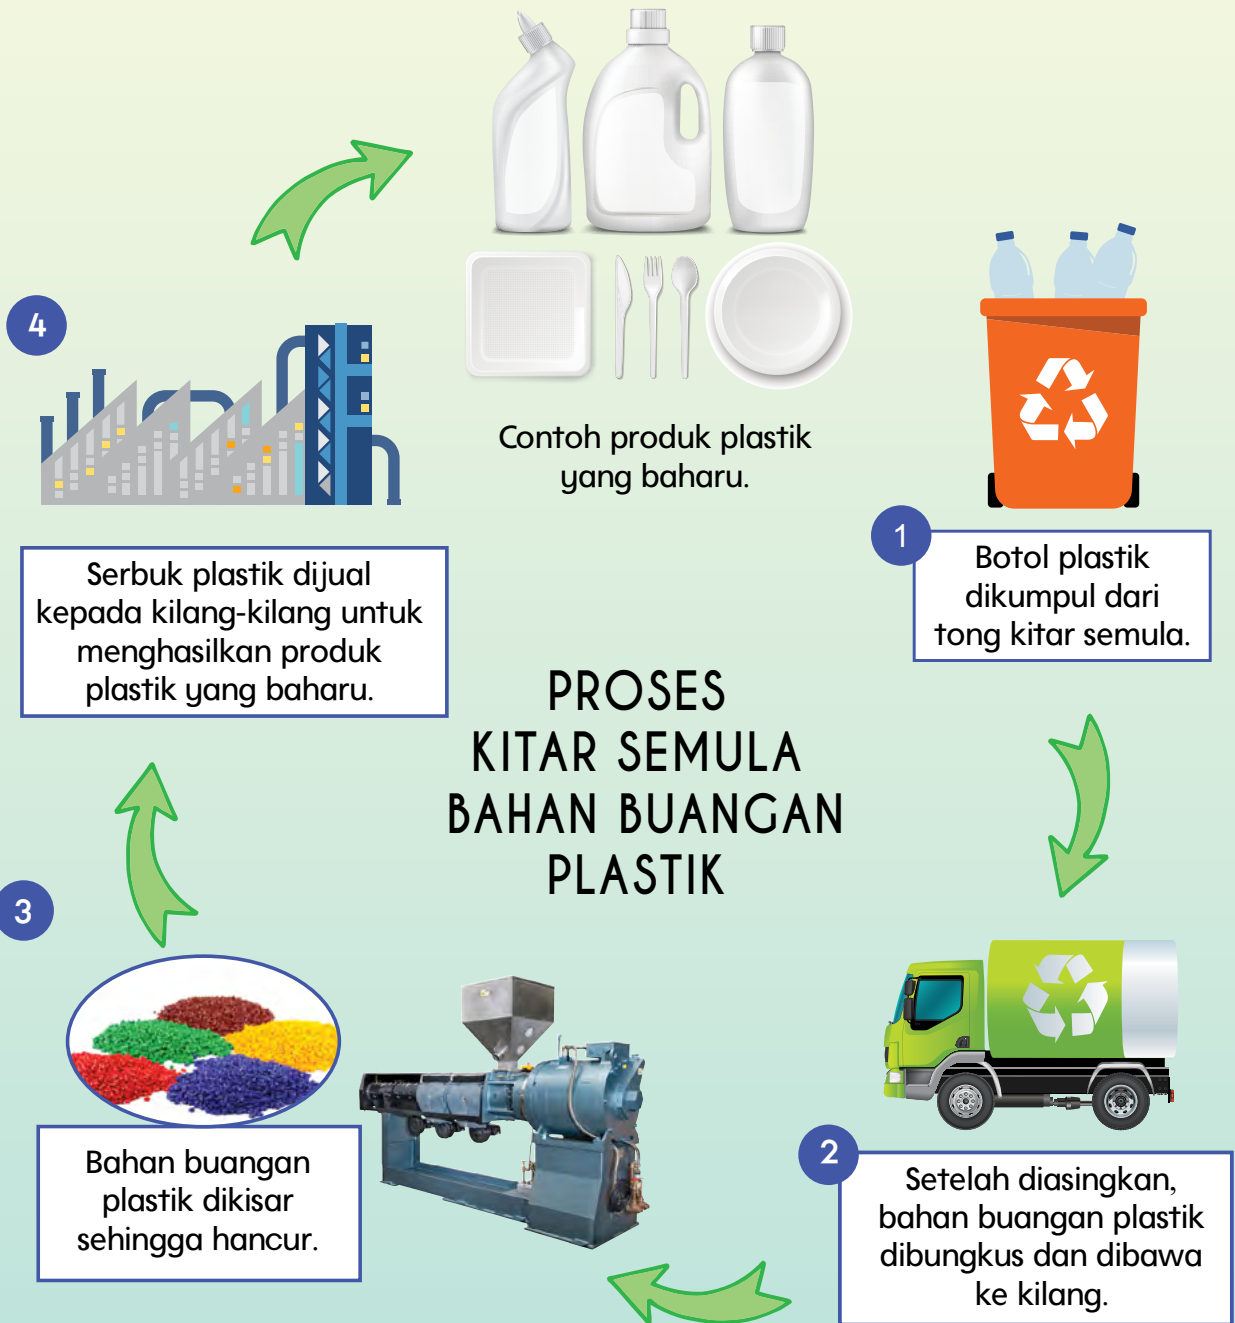 Contoh produk plastik
yang baharu.
1
Botol plastik
dikumpul dari
tong kitar semula.
4
Serbuk plastik dijual
kepada kilang-kilang untuk
menghasilkan produk
plastik yang baharu.
PROSES
KITAR SEMULA
BAHAN BUANGAN
PLASTIK
3
Bahan buangan
plastik dikisar
sehingga hancur.
2
Setelah diasingkan,
bahan buangan plastik
dibungkus dan dibawa
ke kilang.